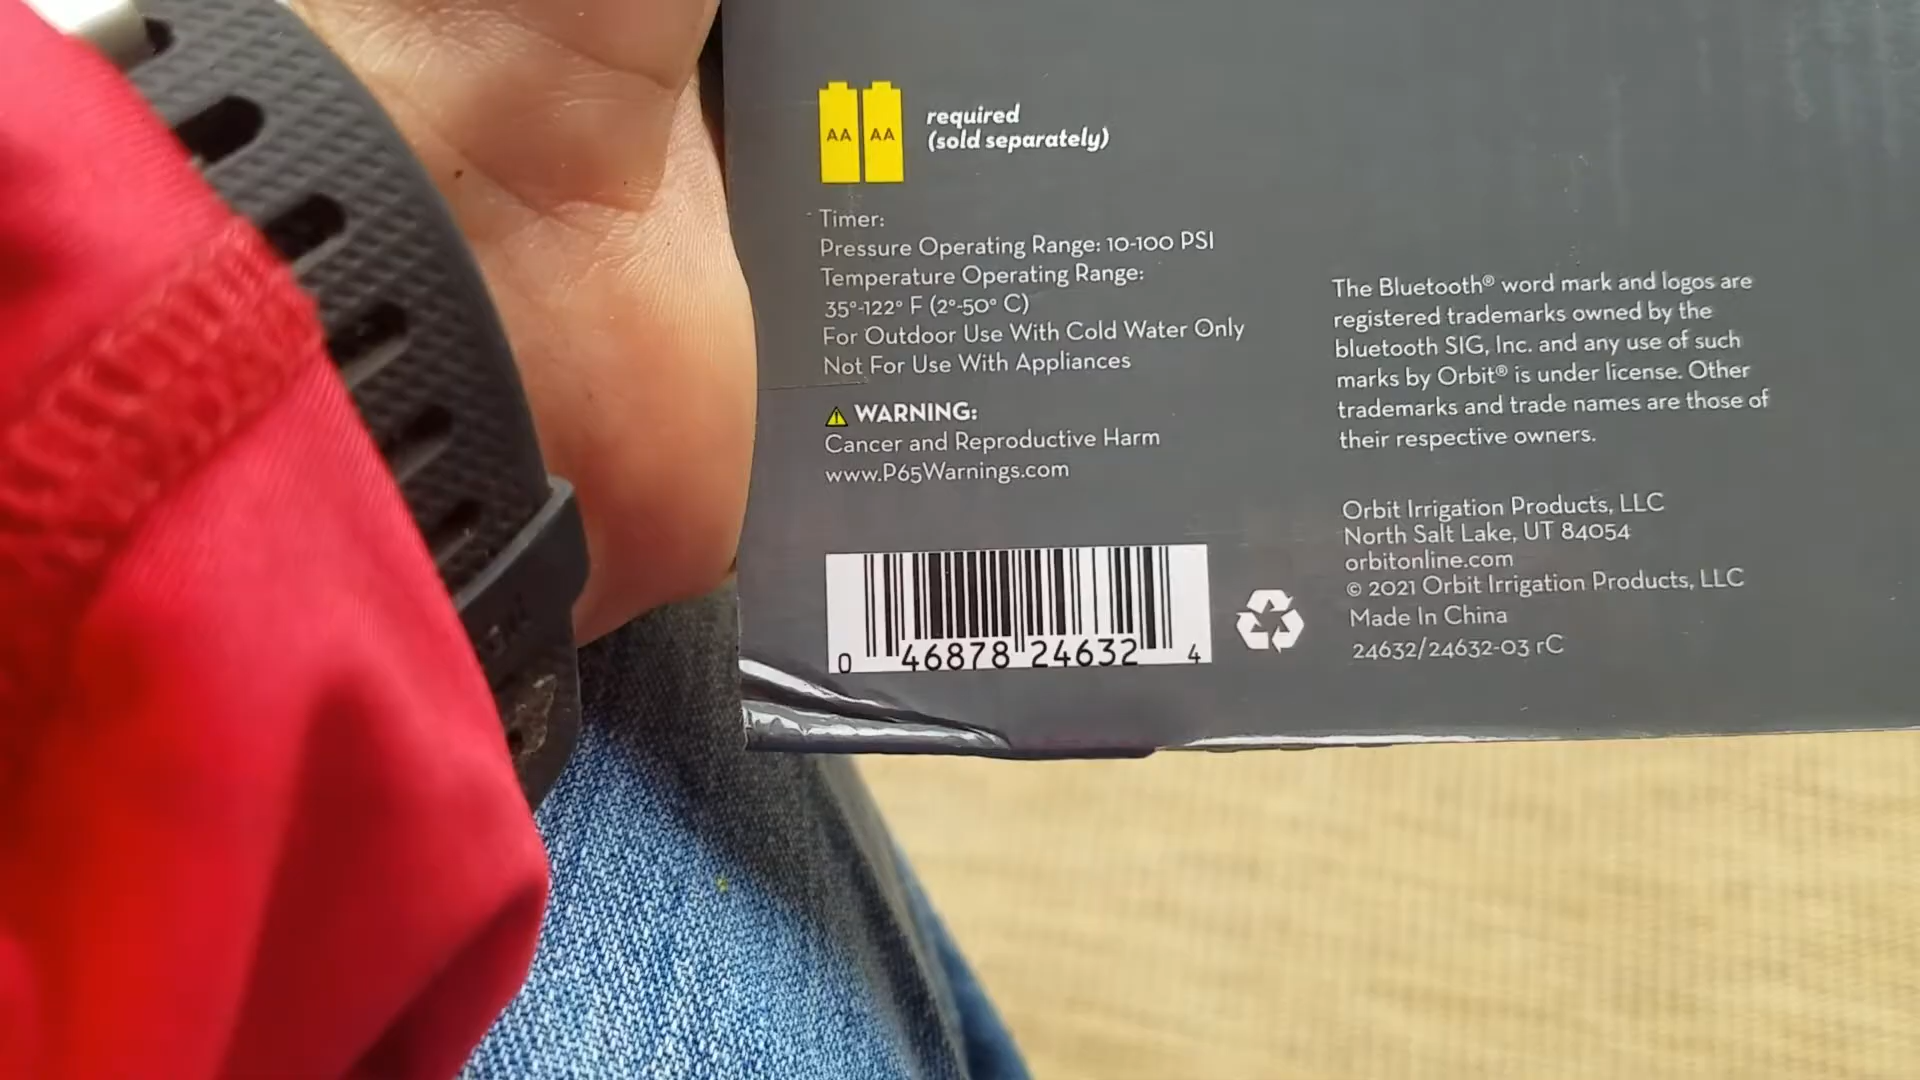 AA AA
required
(sold separately)
Timer:
Pressure Operating Range: 10-100 PSI
Temperature Operating Range:
35°-122° F (2°-50° C)
For Outdoor Use With Cold Water Only
Not For Use With Appliances
WARNING:
Cancer and Reproductive Harm
www.P65Warnings.com
0 46878 24632 4
The Bluetooth® word mark and logos are
registered trademarks owned by the
bluetooth SIG, Inc. and any use of such
marks by Orbit® is under license. Other
trademarks and trade names are those of
their respective owners.
Orbit Irrigation Products, LLC
North Salt Lake, UT 84054
orbitonline.com
© 2021 Orbit Irrigation Products, LLC
Made In China
24632/24632-03 rC